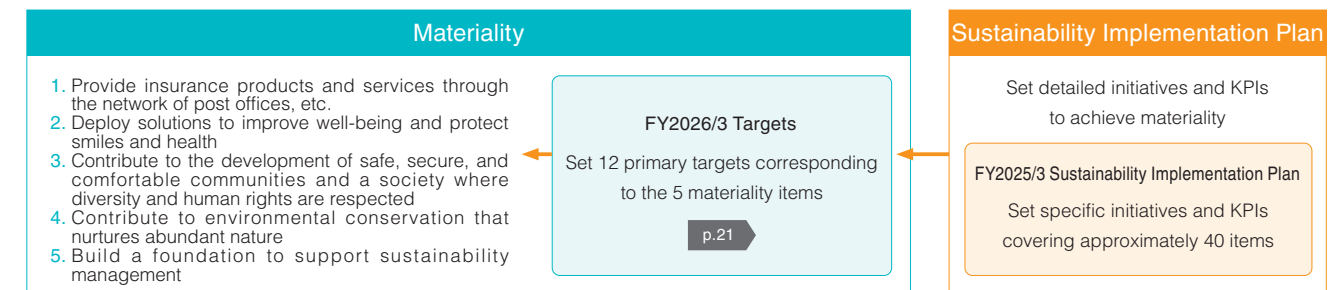 Materiality
1. Provide insurance products and services through
the network of post offices, etc.
2. Deploy solutions to improve well-being and protect
smiles and health
3. Contribute to the development of safe, secure, and
comfortable communities and a society where
diversity and human rights are respected
4. Contribute to environmental conservation that
nurtures abundant nature
5. Build a foundation to support sustainability
management
FY2026/3 Targets
Set 12 primary targets corresponding
to the 5 materiality items
p.21
Sustainability Implementation Plan
Set detailed initiatives and KPIs
to achieve materiality
FY2025/3 Sustainability Implementation Plan
Set specific initiatives and KPIs
covering approximately 40 items